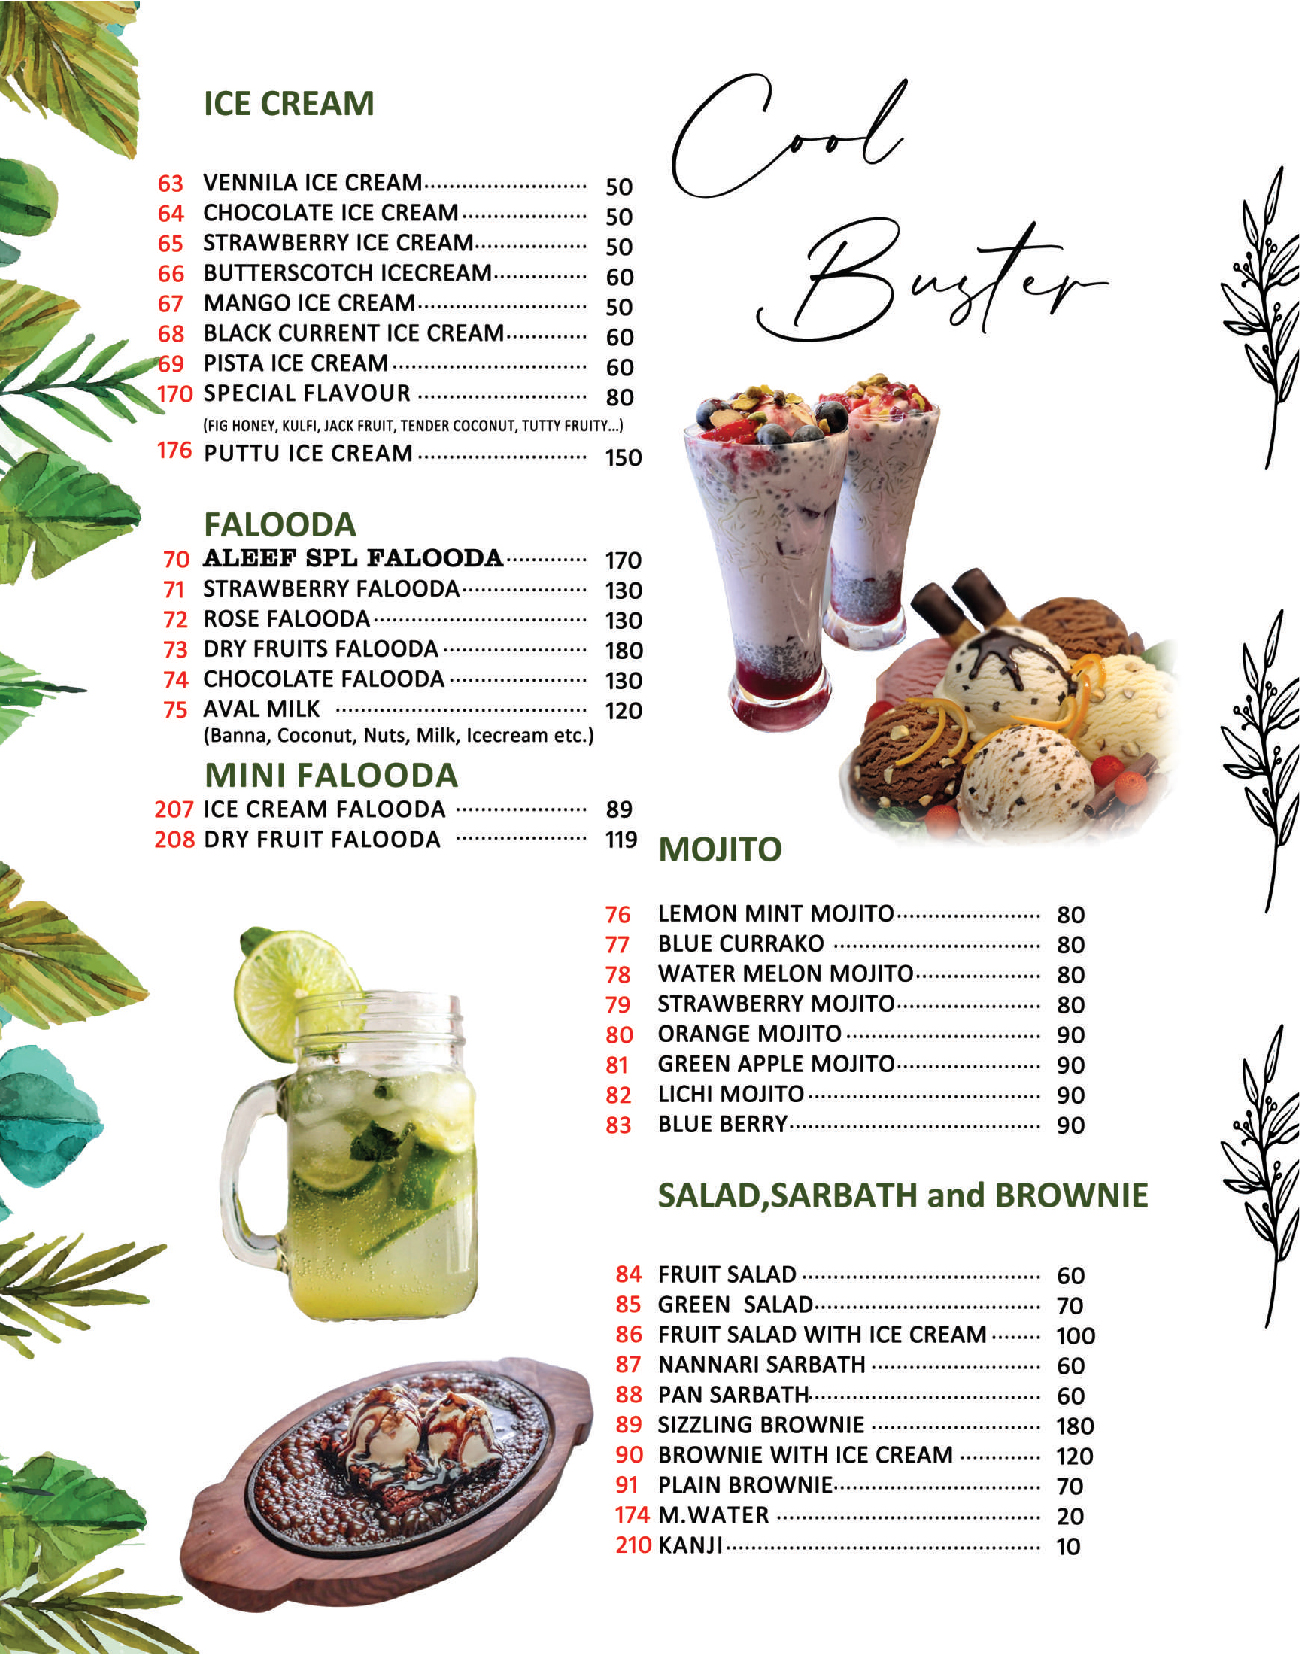 Cool
Buster
ICE CREAM
63 VENNILA ICE CREAM 50
64 CHOCOLATE ICE CREAM 50
65 STRAWBERRY ICE CREAM 50
66 BUTTERSCOTCH ICECREAM 60
67 MANGO ICE CREAM 50
68 BLACK CURRENT ICE CREAM 60
69 PISTA ICE CREAM 60
170 SPECIAL FLAVOUR 80
(FIG HONEY, KULFI, JACK FRUIT, TENDER COCONUT, TUTTY FRUITY...)
176 PUTTU ICE CREAM 150
FALOODA
70 ALEEF SPL FALOODA 170
71 STRAWBERRY FALOODA 130
72 ROSE FALOODA 130
73 DRY FRUITS FALOODA 180
74 CHOCOLATE FALOODA 130
75 AVAL MILK 120
(Banna, Coconut, Nuts, Milk, Icecream etc.)
MINI FALOODA
207 ICE CREAM FALOODA 89
208 DRY FRUIT FALOODA 119
MOJITO
76 LEMON MINT MOJITO 80
77 BLUE CURRAKO 80
78 WATER MELON MOJITO 80
79 STRAWBERRY MOJITO 80
80 ORANGE MOJITO 90
81 GREEN APPLE MOJITO 90
82 LICHI MOJITO 90
83 BLUE BERRY 90
SALAD,SARBATH and BROWNIE
84 FRUIT SALAD 60
85 GREEN SALAD 70
86 FRUIT SALAD WITH ICE CREAM 100
87 NANNARI SARBATH 60
88 PAN SARBATH 60
89 SIZZLING BROWNIE 180
90 BROWNIE WITH ICE CREAM 120
91 PLAIN BROWNIE 70
174 M.WATER 20
210 KANJI 10